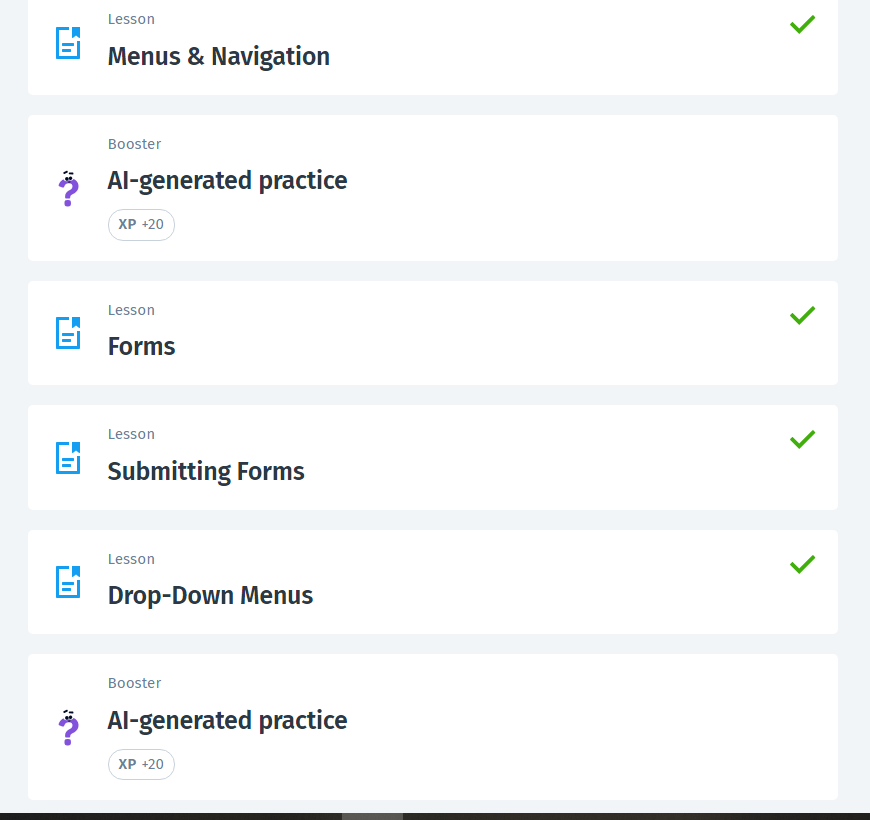 Lesson
Menus & Navigation
Booster
AI-generated practice
XP +20
Lesson
Forms
Lesson
Submitting Forms
Lesson
Drop-Down Menus
Booster
AI-generated practice
XP +20